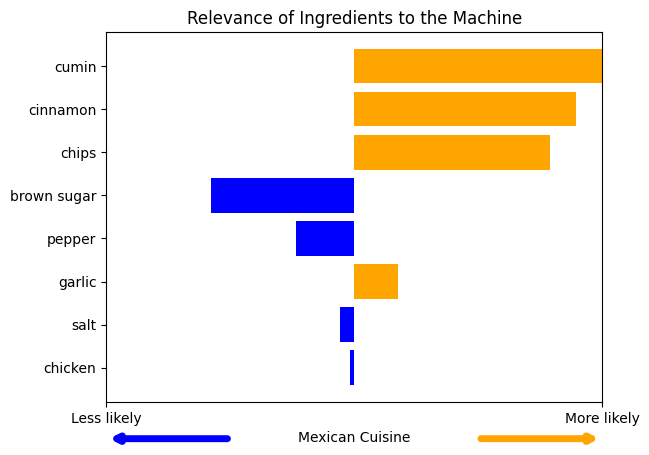 Relevance of Ingredients to the Machine
cumin
cinnamon
chips
brown sugar
pepper
garlic
salt
chicken
Less likely
More likely
Mexican Cuisine